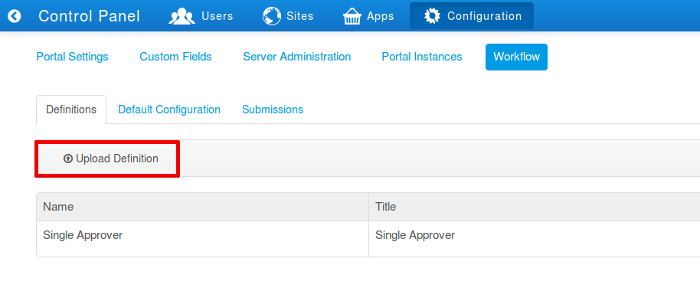 Control Panel Users Sites Apps Configuration
Portal Settings Custom Fields Server Administration Portal Instances Workflow
Definitions Default Configuration Submissions
Upload Definition
Name Title
Single Approver Single Approver